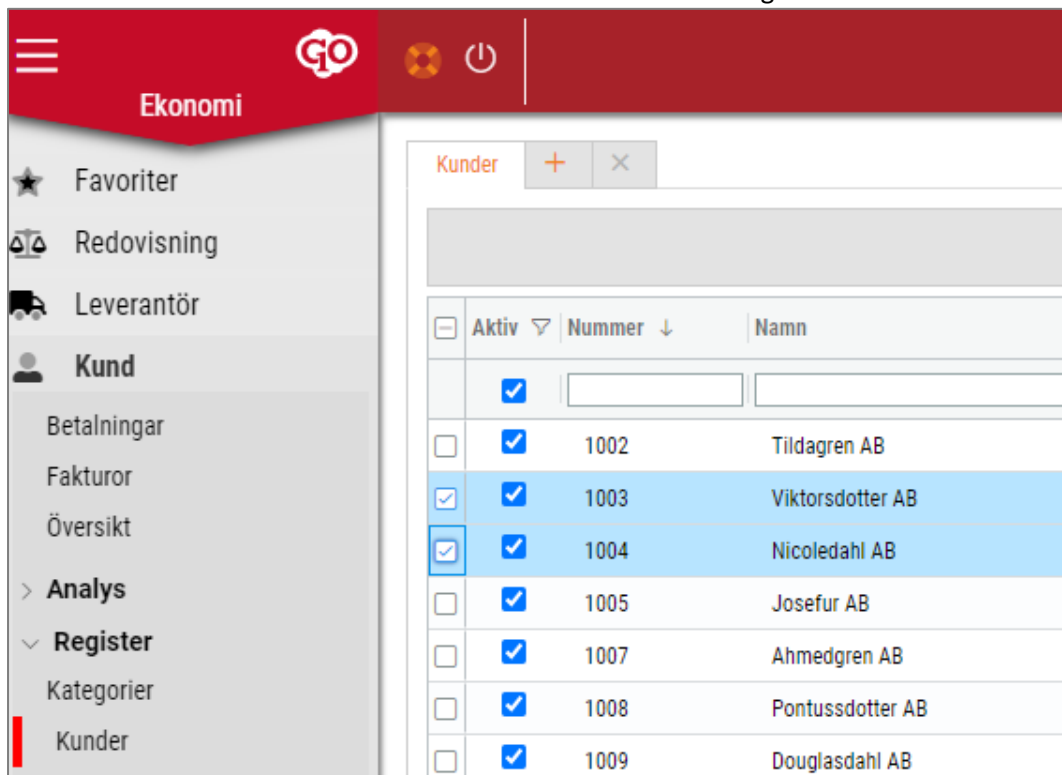 GO
Ekonomi
Favoriter
Redovisning
Leverantör
Kund
Betalningar
Fakturor
Översikt
Analys
Register
Kategorier
Kunder
Kunder + ×
Aktiv Nummer ↓ Namn
1002 Tildagren AB
1003 Viktorsdotter AB
1004 Nicoledahl AB
1005 Josefur AB
1007 Ahmedgren AB
1008 Pontussdotter AB
1009 Douglasdahl AB